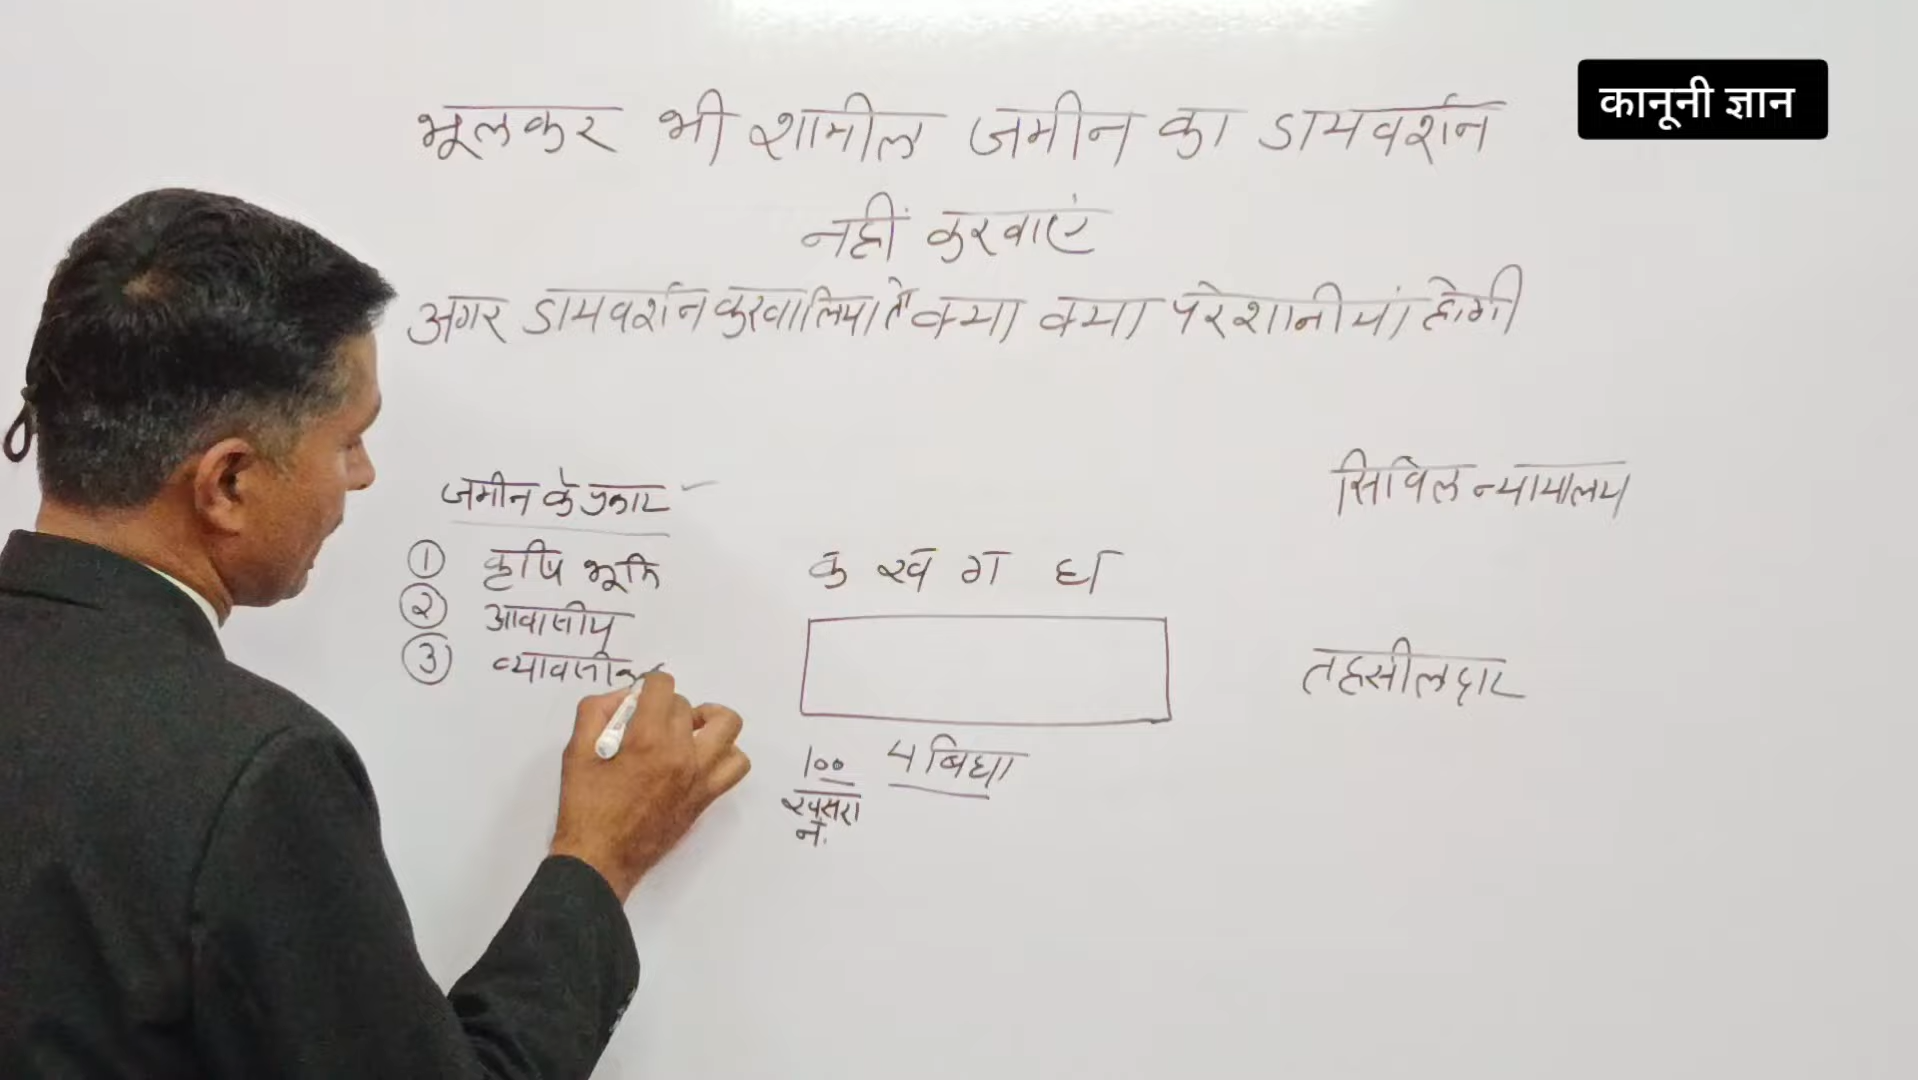 कानूनी ज्ञान
भूलकर भी शामील जमीन का डायवर्शन
नहीं करवाएं
अगर डायवर्शन करवा लिया तो क्या क्या परेशानीयां होगी
जमीन के प्रकार
① कृषि भूमि
② आवासीय
③ व्यावसीक
क ख ग घ
100 4 बिघा
खसरा
नं.
सिविल न्यायालय
तहसीलदार